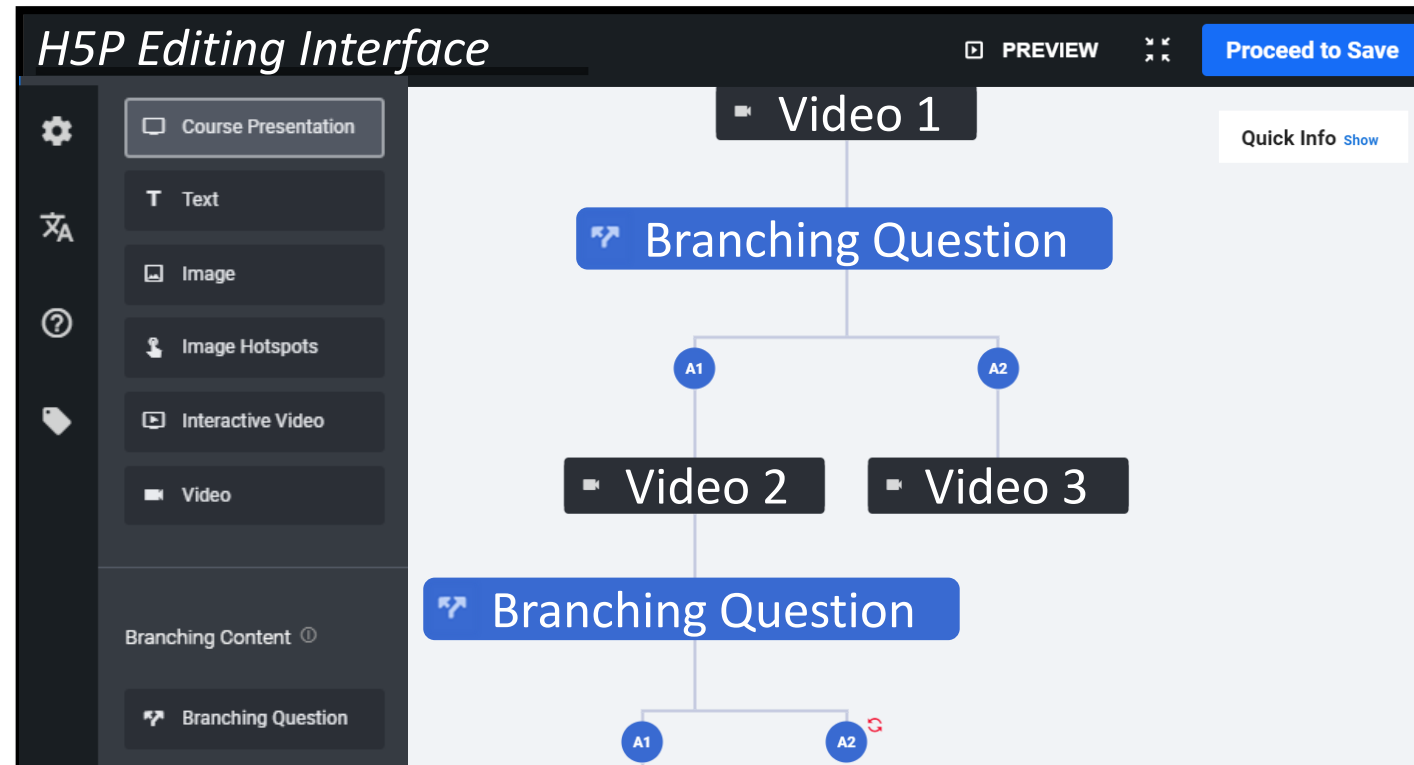 H5P Editing Interface
PREVIEW
Proceed to Save
Course Presentation
Text
Image
Image Hotspots
Interactive Video
Video
Branching Content
Branching Question
Video 1
Quick Info Show
Branching Question
A1
A2
Video 2
Video 3
Branching Question
A1
A2